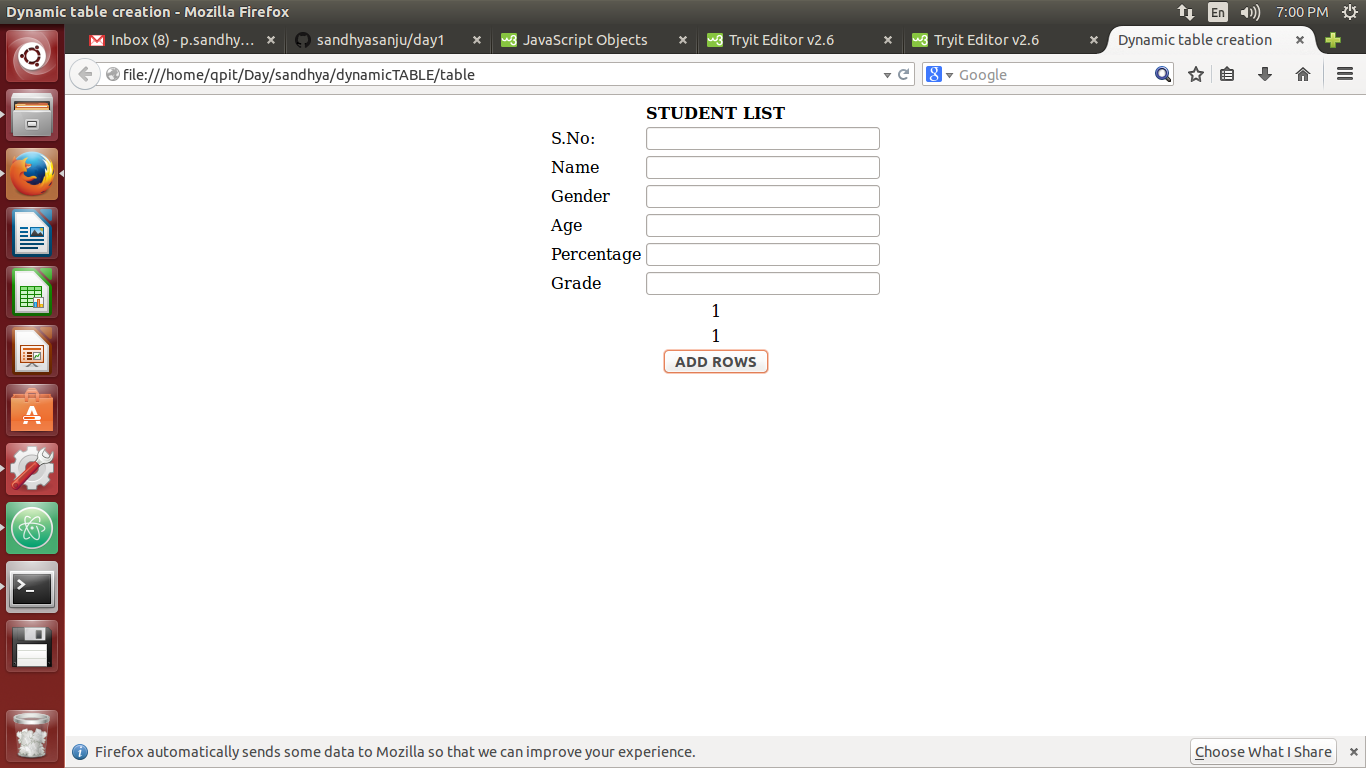 Dynamic table creation - Mozilla Firefox
En
7:00 PM
Inbox (8) - p.sandhy...
sandhyasanju/day1
JavaScript Objects
Tryit Editor v2.6
Tryit Editor v2.6
Dynamic table creation
file:///home/qpit/Day/sandhya/dynamicTABLE/table
Google
STUDENT LIST
S.No:
Name
Gender
Age
Percentage
Grade
1
1
ADD ROWS
Firefox automatically sends some data to Mozilla so that we can improve your experience.
Choose What I Share